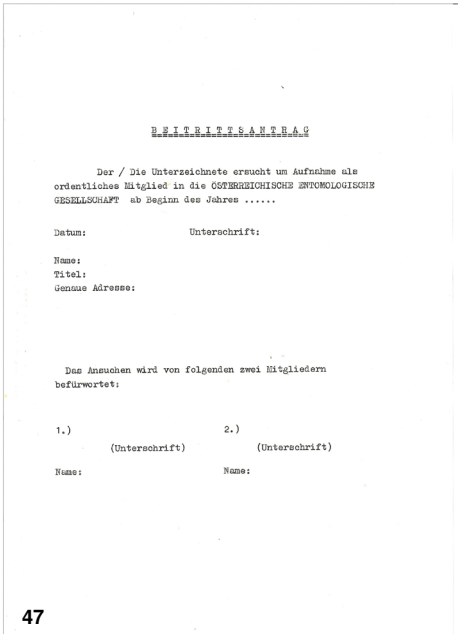 BEITRITTSANTRAG
Der / Die Unterzeichnete ersucht um Aufnahme als
ordentliches Mitglied in die ÖSTERREICHISCHE ENTOMOLOGISCHE
GESELLSCHAFT ab Beginn des Jahres ......
Datum: Unterschrift:
Name:
Titel:
Genaue Adresse:
Das Ansuchen wird von folgenden zwei Mitgliedern
befürwortet:
1.) 2.)
(Unterschrift) (Unterschrift)
Name: Name:
47